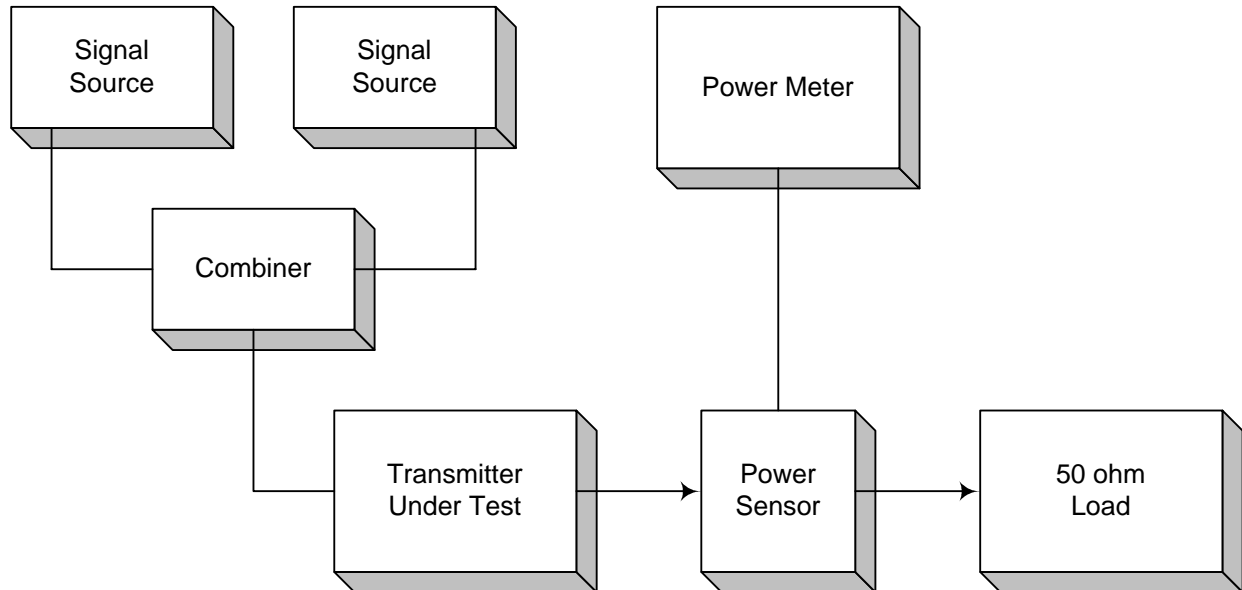 Signal
Source
Signal
Source
Power Meter
Combiner
Transmitter
Under Test
Power
Sensor
50 ohm
Load